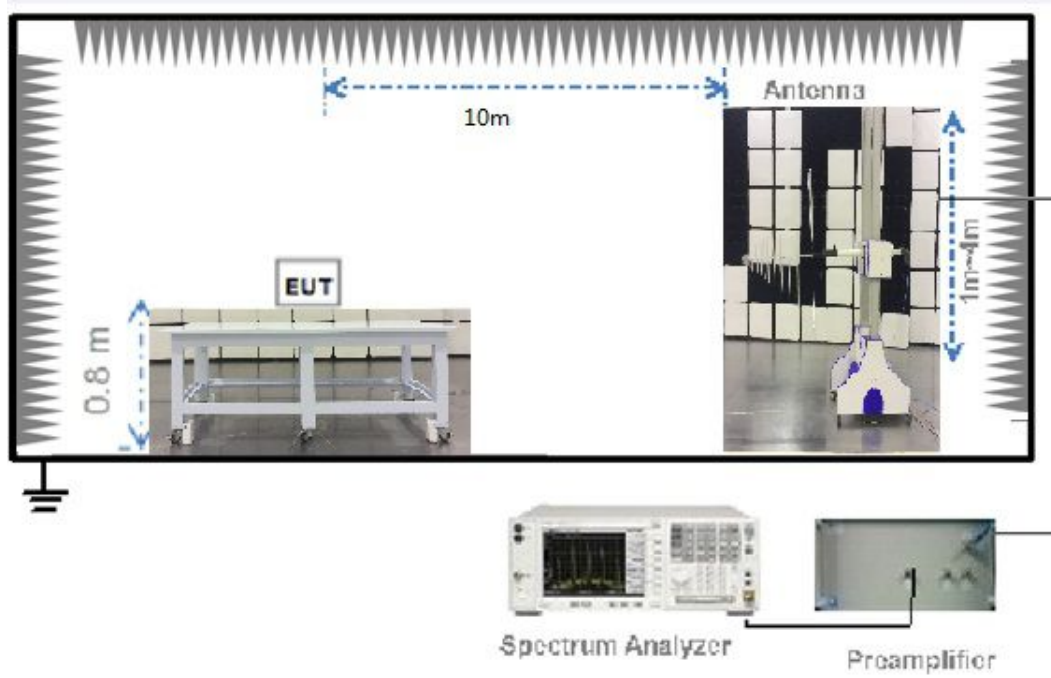 10m
Antenna
1m-4m
EUT
0.8 m
Spectrum Analyzer
Preamplifier